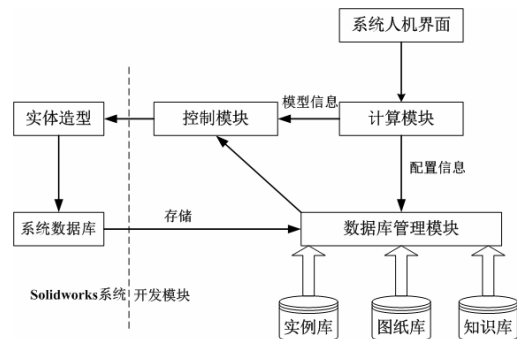 系统人机界面
模型信息
实体造型
控制模块
计算模块
配置信息
存储
系统数据库
数据库管理模块
Solidworks系统
开发模块
实例库
图纸库
知识库